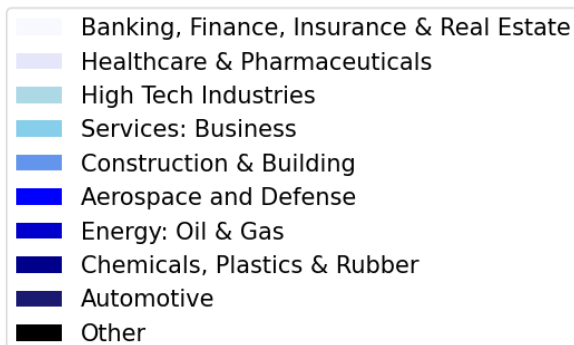 Banking, Finance, Insurance & Real Estate
Healthcare & Pharmaceuticals
High Tech Industries
Services: Business
Construction & Building
Aerospace and Defense
Energy: Oil & Gas
Chemicals, Plastics & Rubber
Automotive
Other